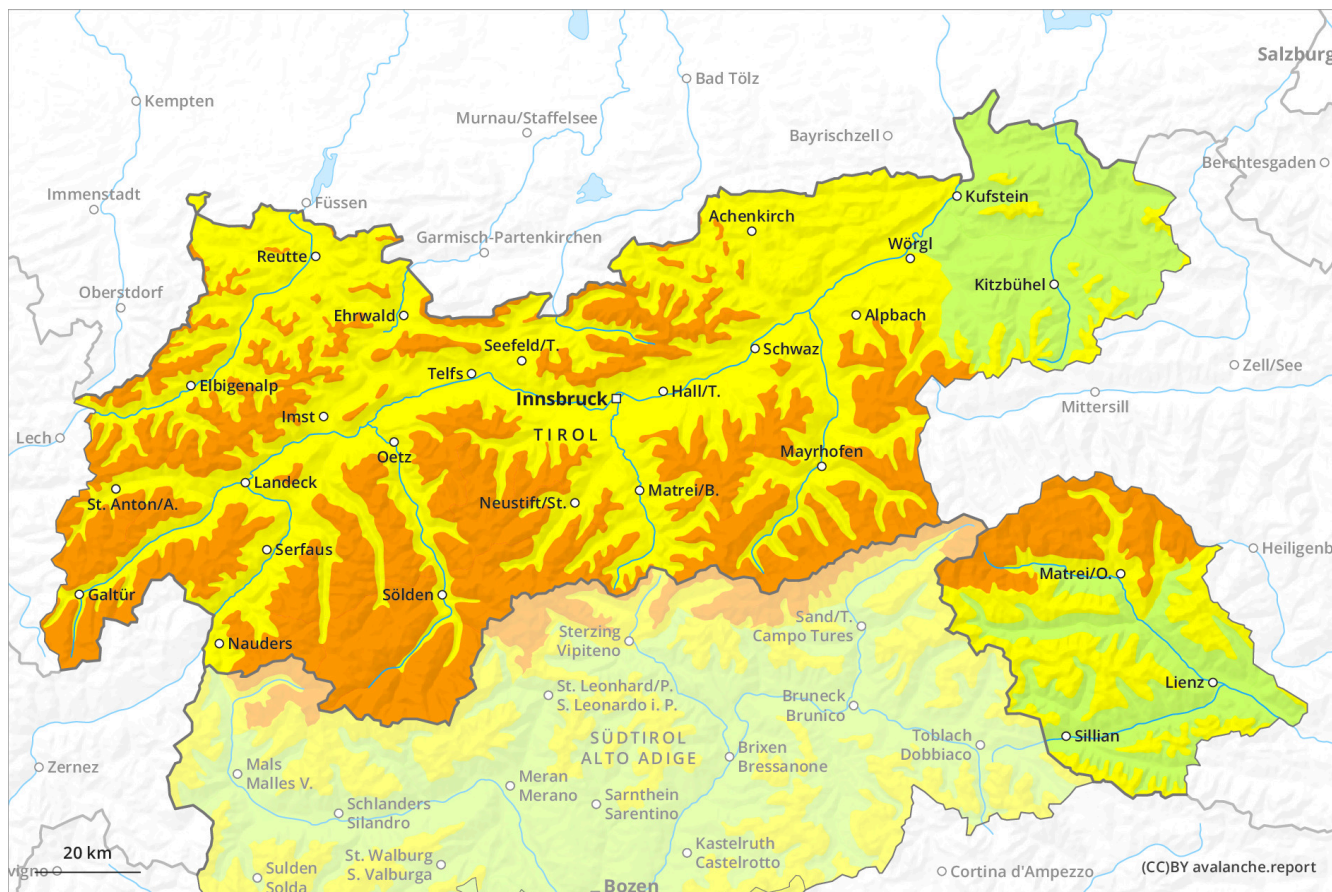 Salzburg
Bad Tölz
Kempten
Murnau/Staffelsee
Bayrischzell
Berchtesgaden
Immenstadt
Füssen
Kufstein
Achenkirch
Garmisch-Partenkirchen
Wörgl
Reutte
Kitzbühel
Oberstdorf
Ehrwald
Alpbach
Seefeld/T.
Schwaz
Zell/See
Telfs
Elbigenalp
Hall/T.
Innsbruck
Mittersill
Imst
Lech
TIROL
Oetz
Mayrhofen
Landeck
Matrei/B.
St. Anton/A.
Neustift/St.
Serfaus
Heiligenb
Matrei/O.
Galtür
Sölden
Sand/T.
Campo Tures
Sterzing
Vipiteno
Nauders
Lienz
St. Leonhard/P.
S. Leonardo i. P.
Bruneck
Brunico
Sillian
SÜDTIROL
ALTO ADIGE
Toblach
Dobbiaco
Brixen
Bressanone
Zernez
Mals
Malles V.
Meran
Merano
Sarnthein
Sarentino
Schlanders
Silandro
Kastelruth
Castelrotto
20 km
St. Walburg
S. Valburga
vigno
Sulden
Solda
Cortina d'Ampezzo
(CC)BY avalanche.report
Bozen